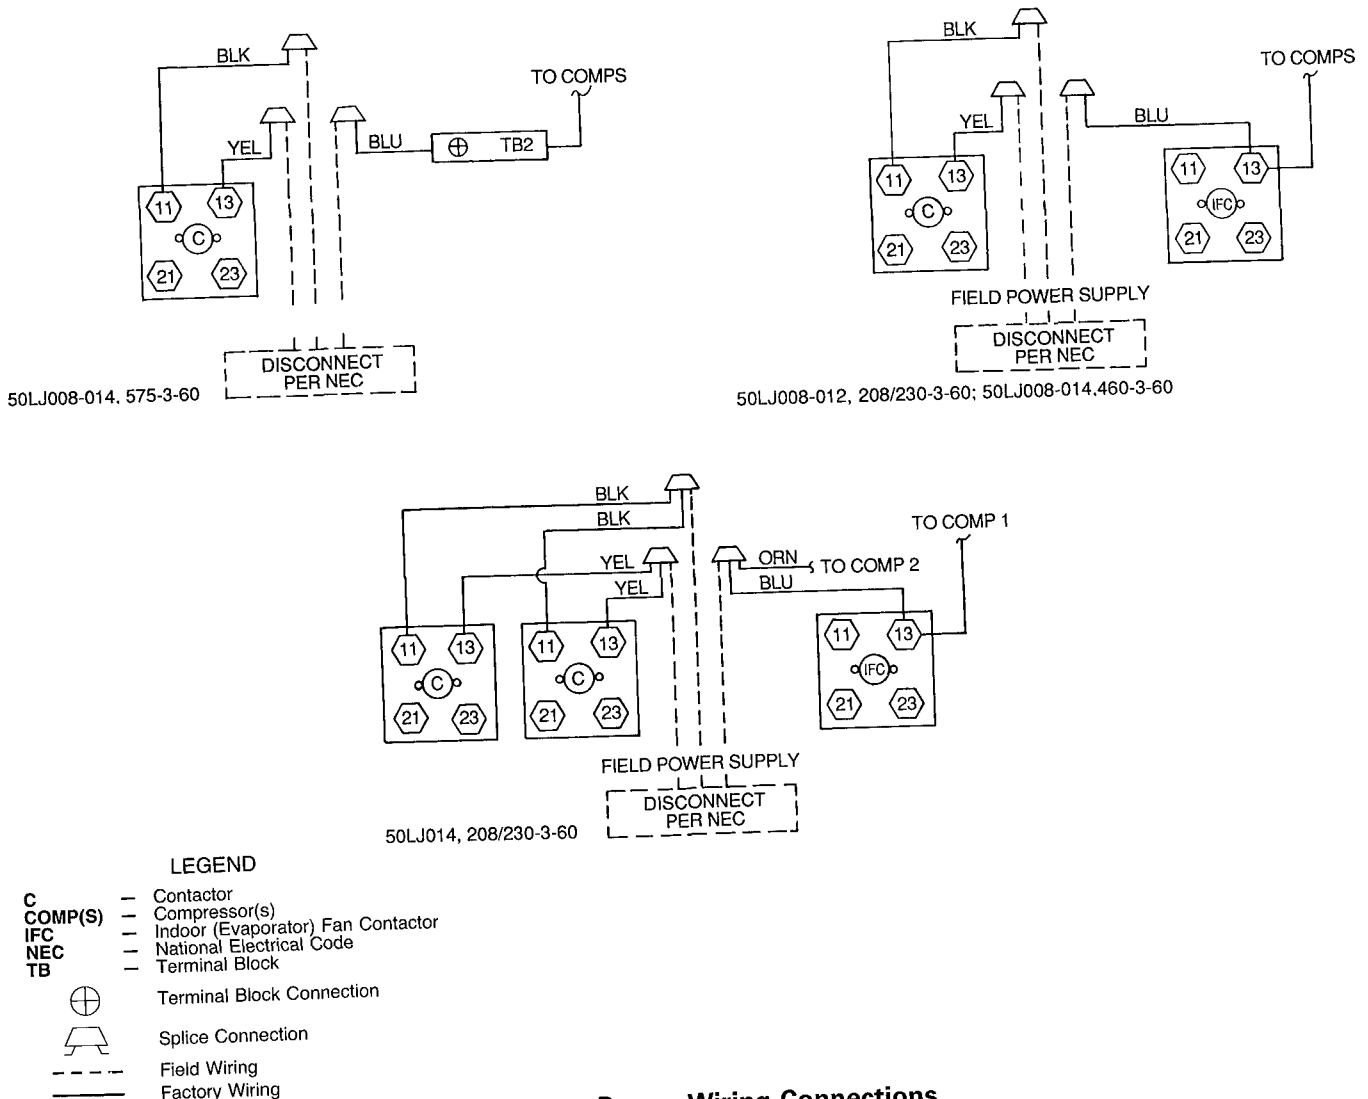 BLK
YEL
BLU
TO COMPS
TB2
11
13
C
21
23
DISCONNECT
PER NEC
50LJ008-014, 575-3-60
BLK
YEL
BLU
TO COMPS
11
13
C
21
23
11
13
IFC
21
23
FIELD POWER SUPPLY
DISCONNECT
PER NEC
50LJ008-012, 208/230-3-60; 50LJ008-014,460-3-60
BLK
BLK
YEL
YEL
ORN
TO COMP 2
BLU
TO COMP 1
11
13
C
21
23
11
13
C
21
23
11
13
IFC
21
23
FIELD POWER SUPPLY
DISCONNECT
PER NEC
50LJ014, 208/230-3-60
LEGEND
C — Contactor
COMP(S) — Compressor(s)
IFC — Indoor (Evaporator) Fan Contactor
NEC — National Electrical Code
TB — Terminal Block
Terminal Block Connection
Splice Connection
Field Wiring
Factory Wiring
Wiring Connections